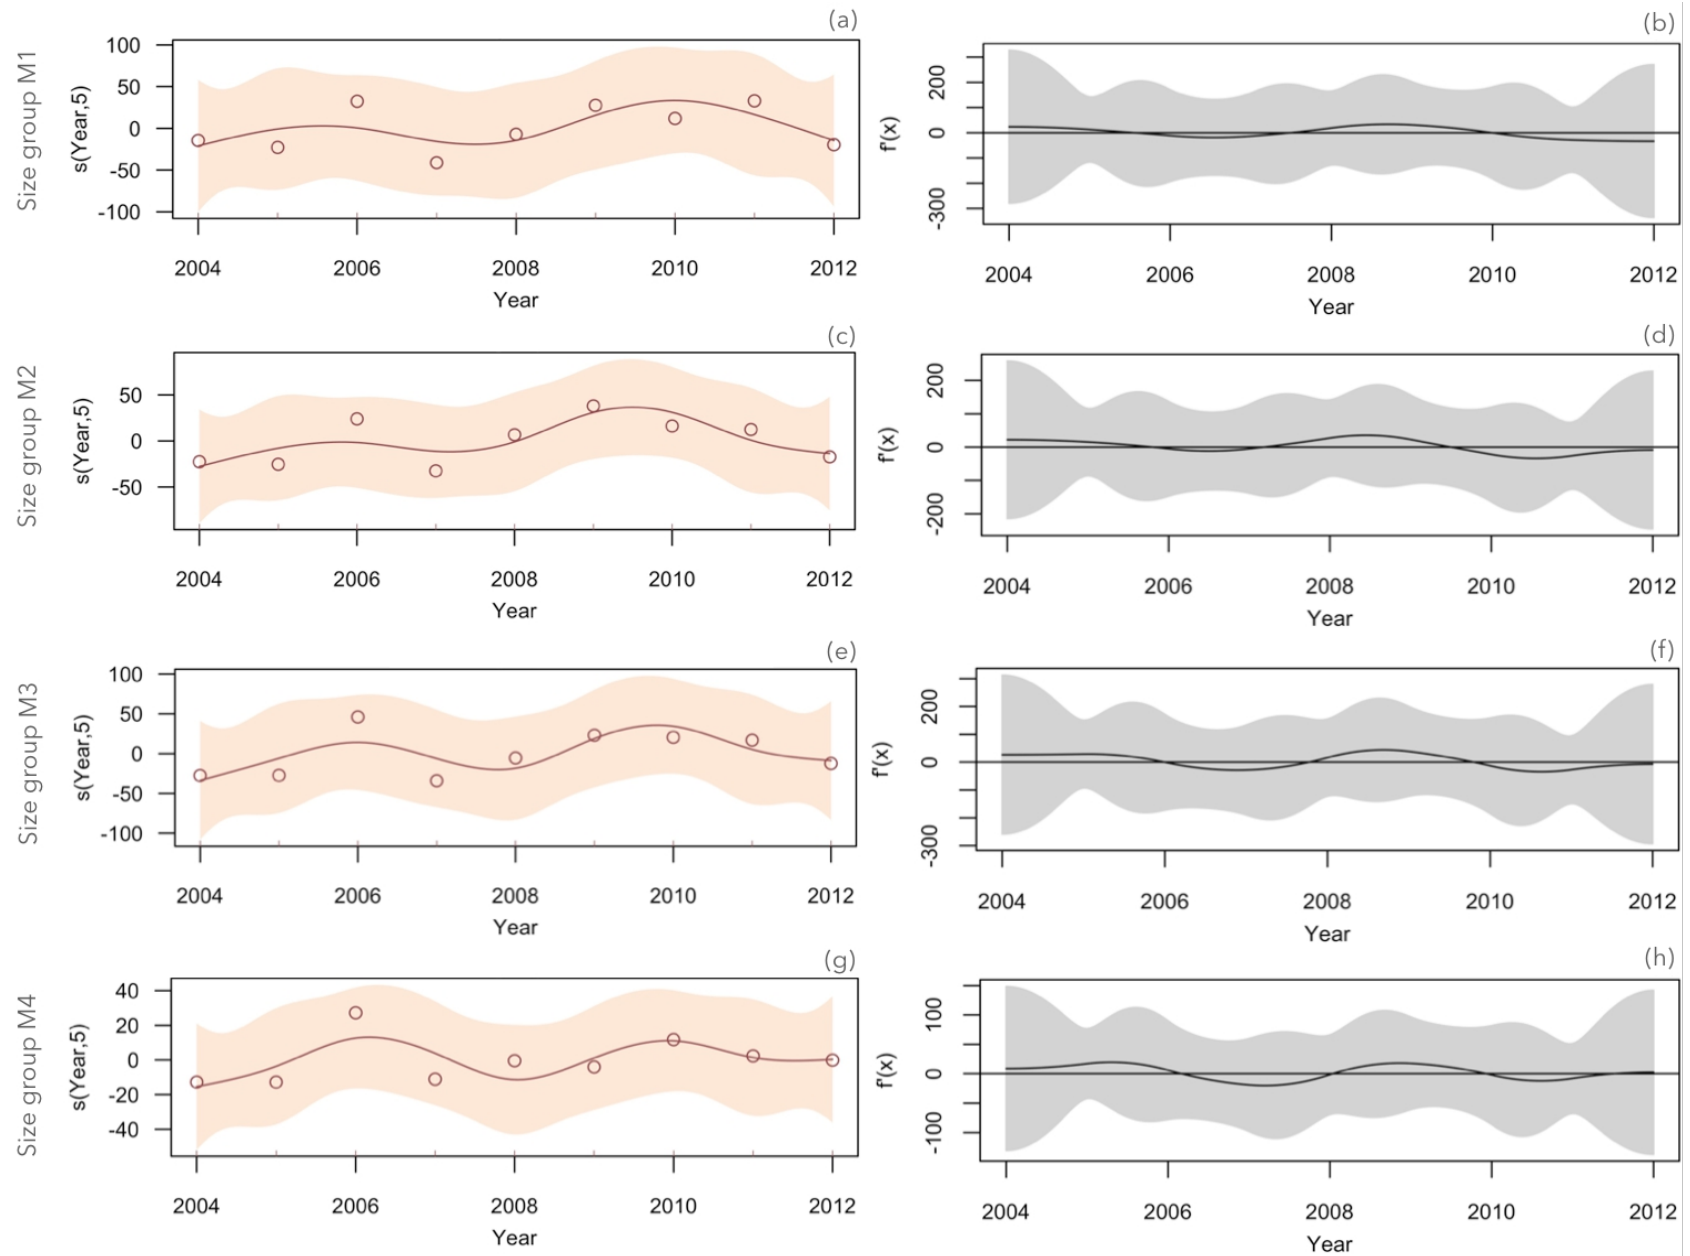 (a)
Size group M1
s(Year,5)
100
50
0
-50
-100
2004 2006 2008 2010 2012
Year
(b)
f'(x)
200
0
-300
2004 2006 2008 2010 2012
Year
(c)
Size group M2
s(Year,5)
50
0
-50
2004 2006 2008 2010 2012
Year
(d)
f'(x)
200
0
-200
2004 2006 2008 2010 2012
Year
(e)
Size group M3
s(Year,5)
100
50
0
-50
-100
2004 2006 2008 2010 2012
Year
(f)
f'(x)
200
0
-300
2004 2006 2008 2010 2012
Year
(g)
Size group M4
s(Year,5)
40
20
0
-20
-40
2004 2006 2008 2010 2012
Year
(h)
f'(x)
100
0
-100
2004 2006 2008 2010 2012
Year